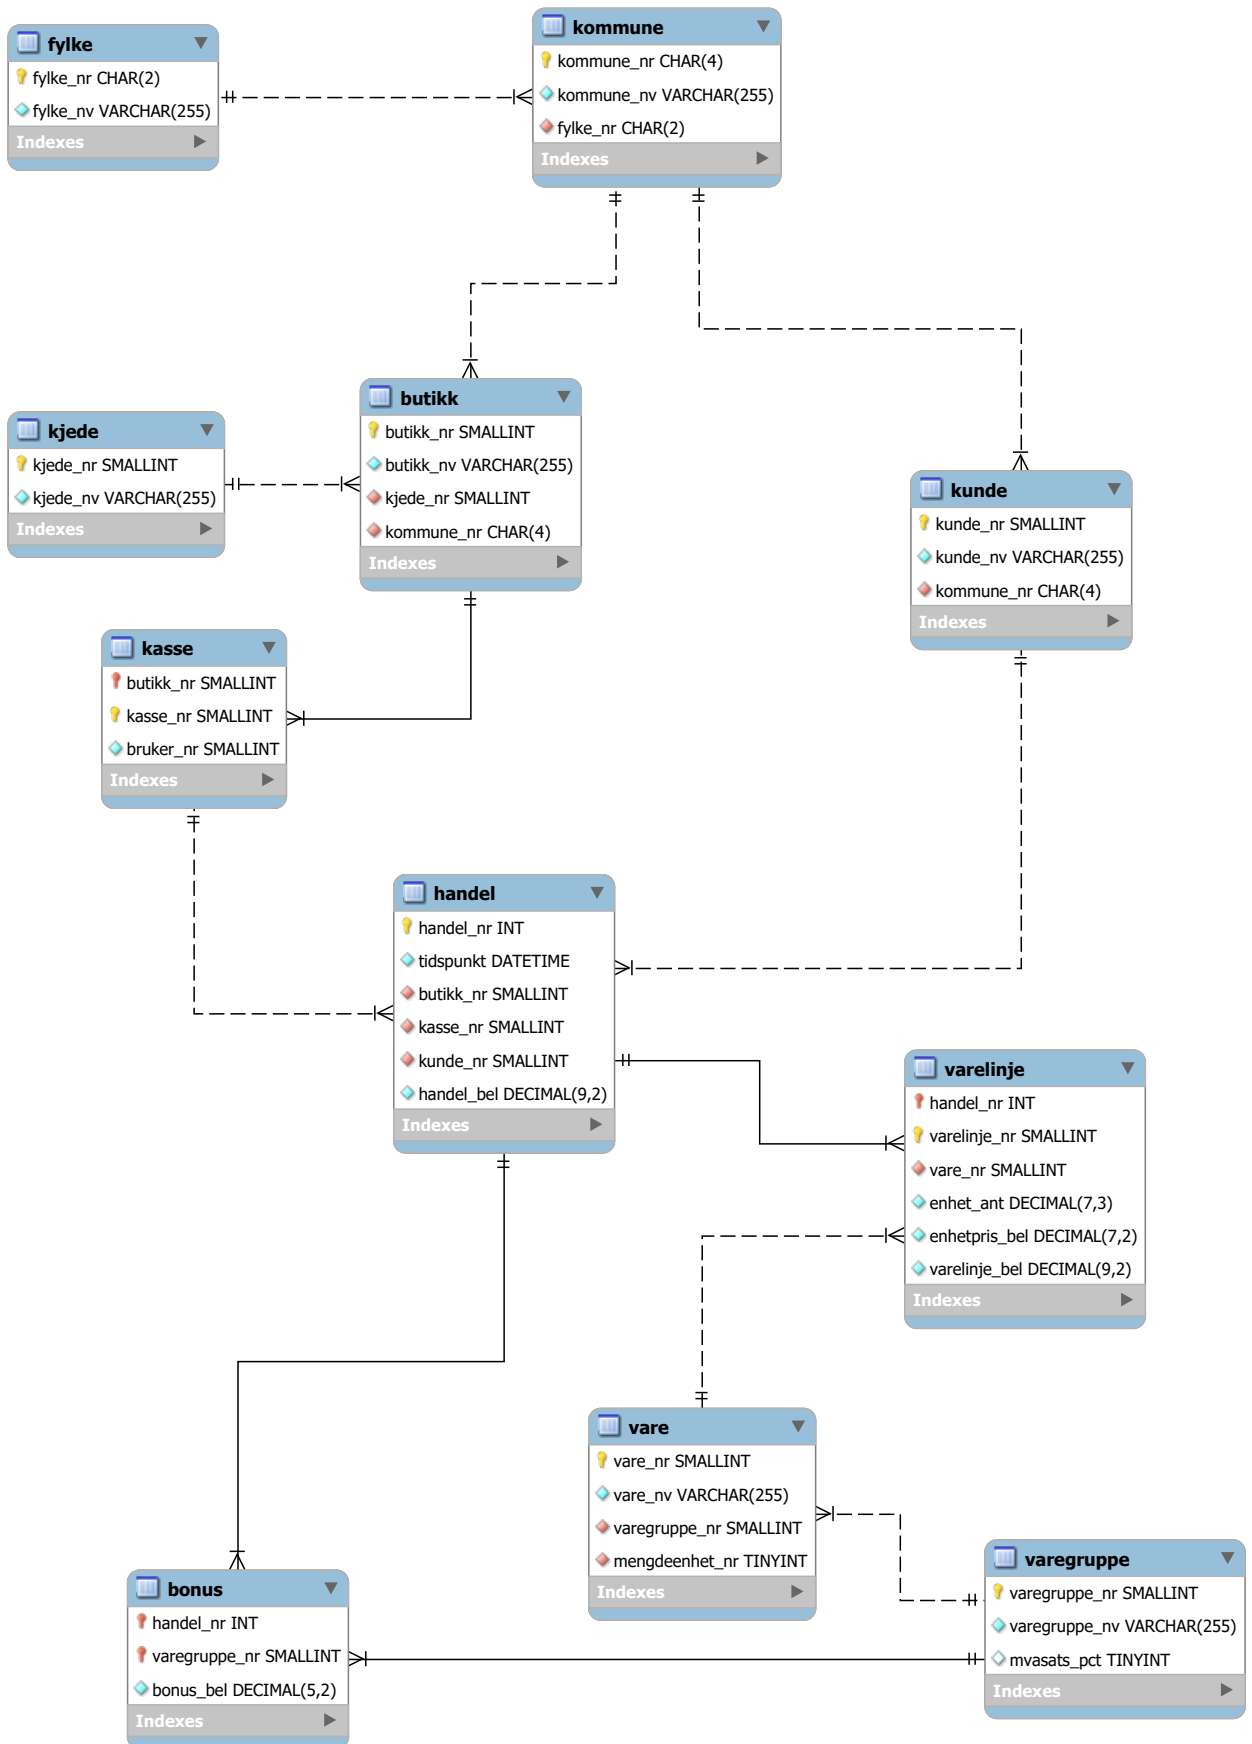 fylke
fylke_nr CHAR(2)
fylke_nv VARCHAR(255)
Indexes
kommune
kommune_nr CHAR(4)
kommune_nv VARCHAR(255)
fylke_nr CHAR(2)
Indexes
kjede
kjede_nr SMALLINT
kjede_nv VARCHAR(255)
Indexes
butikk
butikk_nr SMALLINT
butikk_nv VARCHAR(255)
kjede_nr SMALLINT
kommune_nr CHAR(4)
Indexes
kunde
kunde_nr SMALLINT
kunde_nv VARCHAR(255)
kommune_nr CHAR(4)
Indexes
kasse
butikk_nr SMALLINT
kasse_nr SMALLINT
bruker_nr SMALLINT
Indexes
handel
handel_nr INT
tidspunkt DATETIME
butikk_nr SMALLINT
kasse_nr SMALLINT
kunde_nr SMALLINT
handel_bel DECIMAL(9,2)
Indexes
varelinje
handel_nr INT
varelinje_nr SMALLINT
vare_nr SMALLINT
enhet_ant DECIMAL(7,3)
enhetpris_bel DECIMAL(7,2)
varelinje_bel DECIMAL(9,2)
Indexes
vare
vare_nr SMALLINT
vare_nv VARCHAR(255)
varegruppe_nr SMALLINT
mengdeenhet_nr TINYINT
Indexes
varegruppe
varegruppe_nr SMALLINT
varegruppe_nv VARCHAR(255)
mvasats_pct TINYINT
Indexes
bonus
handel_nr INT
varegruppe_nr SMALLINT
bonus_bel DECIMAL(5,2)
Indexes